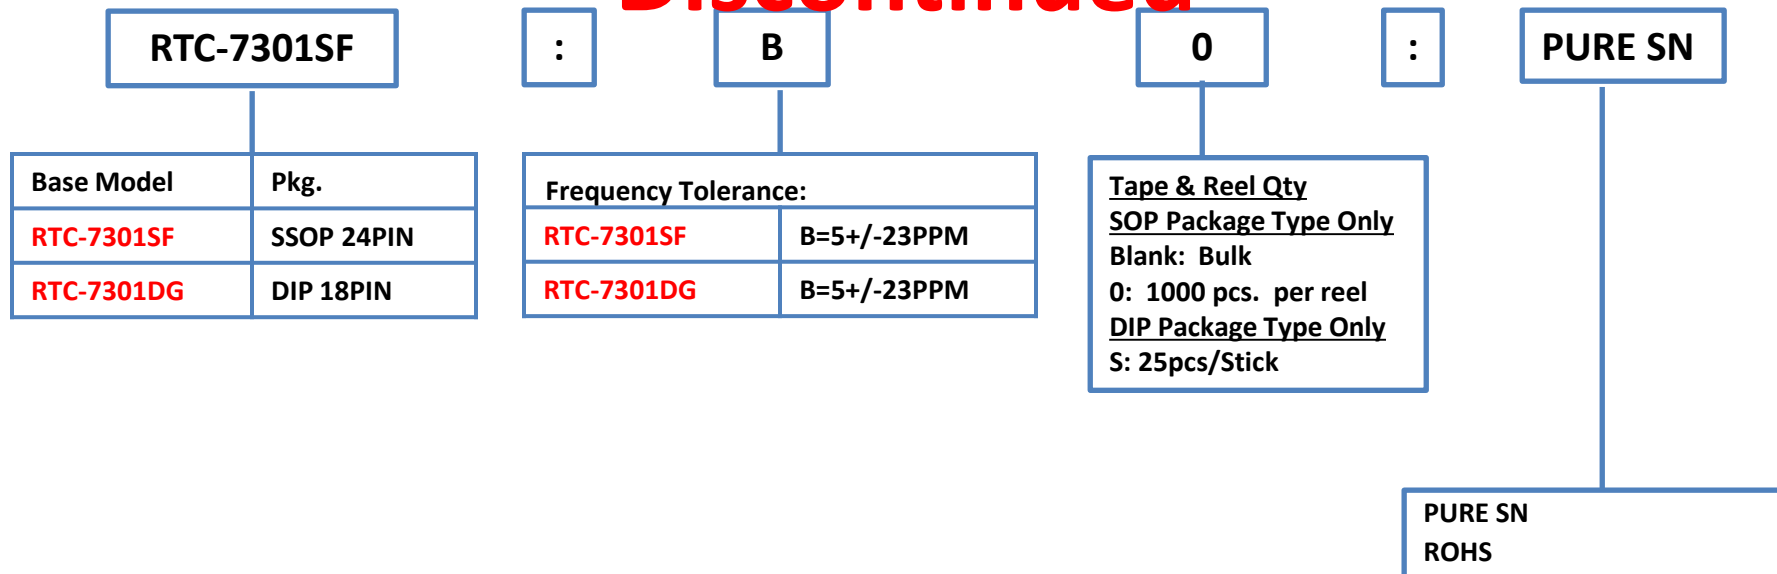 Discontinued
RTC-7301SF : B 0 : PURE SN
Base Model Pkg.
RTC-7301SF SSOP 24PIN
RTC-7301DG DIP 18PIN
Frequency Tolerance:
RTC-7301SF B=5+/-23PPM
RTC-7301DG B=5+/-23PPM
Tape & Reel Qty
SOP Package Type Only
Blank: Bulk
0: 1000 pcs. per reel
DIP Package Type Only
S: 25pcs/Stick
PURE SN
ROHS